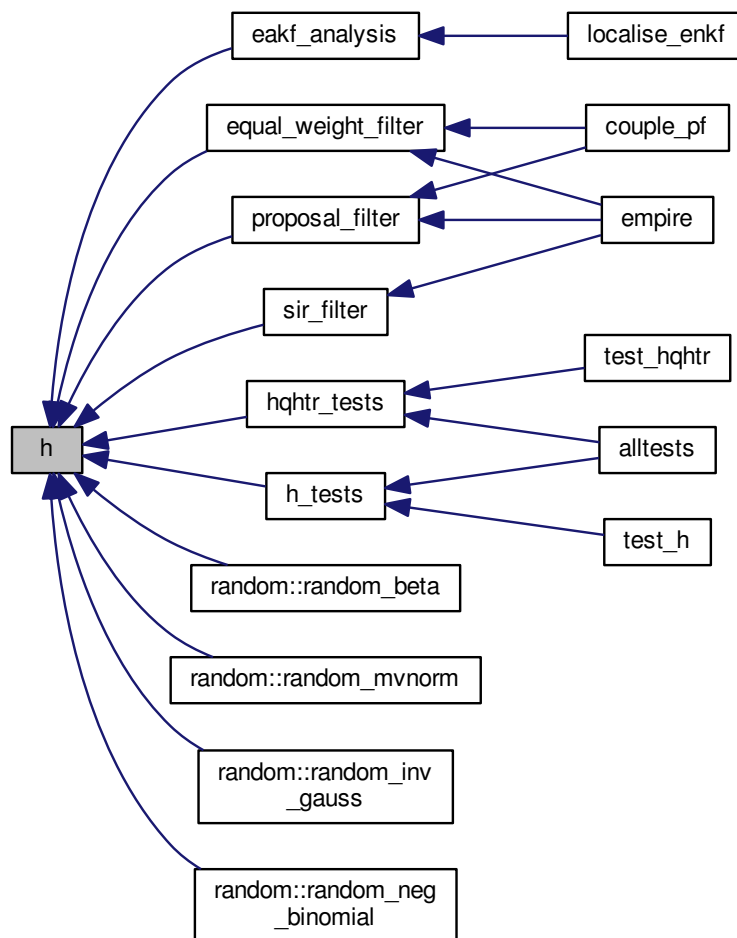 eakf_analysis
localise_enkf
equal_weight_filter
couple_pf
proposal_filter
empire
sir_filter
test_hqhtr
hqhtr_tests
h
alltests
h_tests
test_h
random::random_beta
random::random_mvnorm
random::random_inv
_gauss
random::random_neg
_binomial